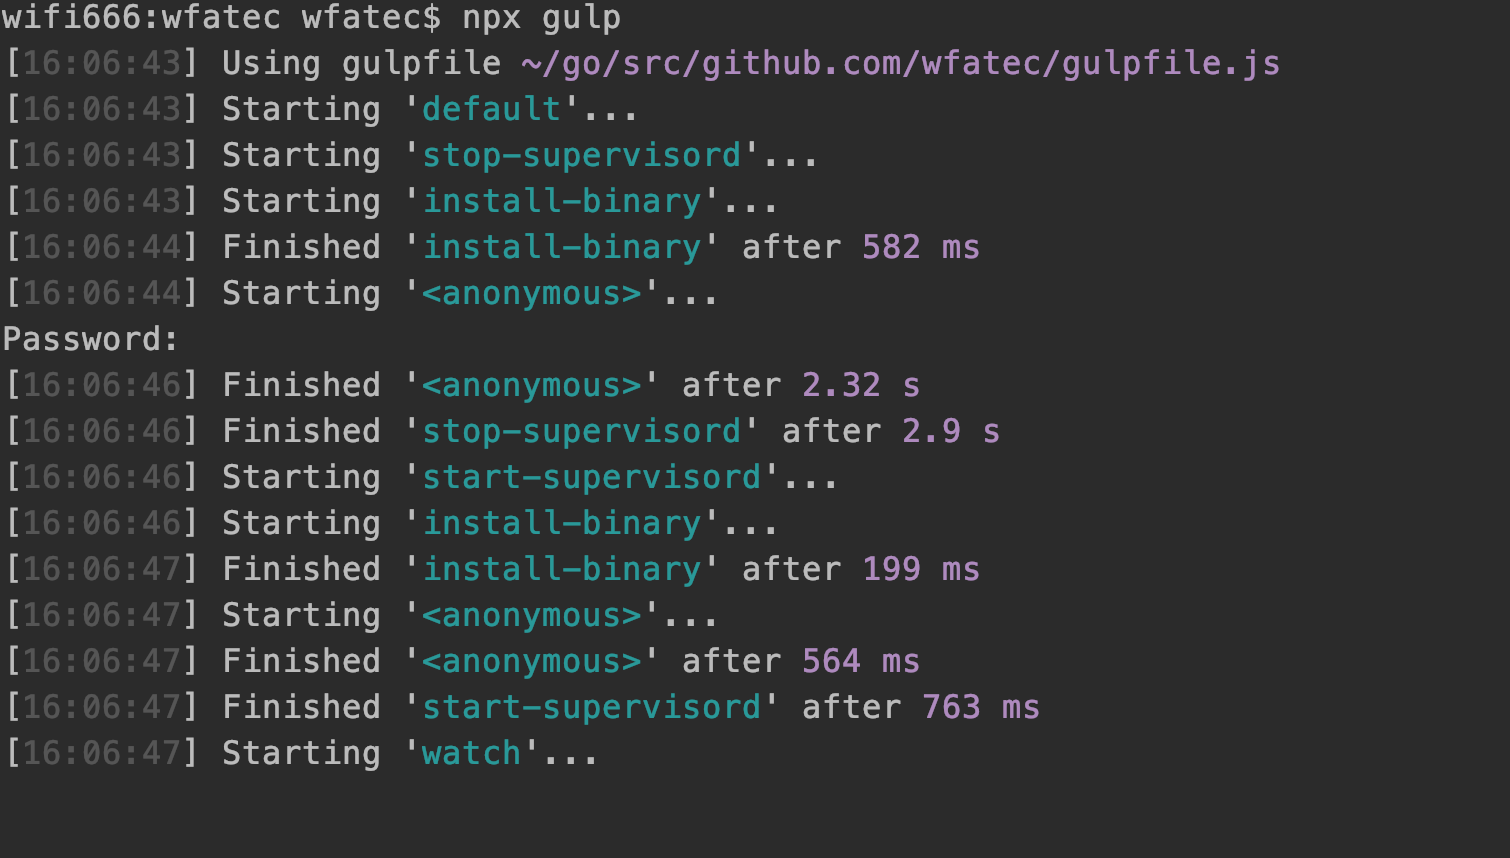 wifi666:wfatec wfatec$ npx gulp
[16:06:43] Using gulpfile ~/go/src/github.com/wfatec/gulpfile.js
[16:06:43] Starting 'default'...
[16:06:43] Starting 'stop-supervisord'...
[16:06:43] Starting 'install-binary'...
[16:06:44] Finished 'install-binary' after 582 ms
[16:06:44] Starting '<anonymous>'...
Password:
[16:06:46] Finished '<anonymous>' after 2.32 s
[16:06:46] Finished 'stop-supervisord' after 2.9 s
[16:06:46] Starting 'start-supervisord'...
[16:06:46] Starting 'install-binary'...
[16:06:47] Finished 'install-binary' after 199 ms
[16:06:47] Starting '<anonymous>'...
[16:06:47] Finished '<anonymous>' after 564 ms
[16:06:47] Finished 'start-supervisord' after 763 ms
[16:06:47] Starting 'watch'...